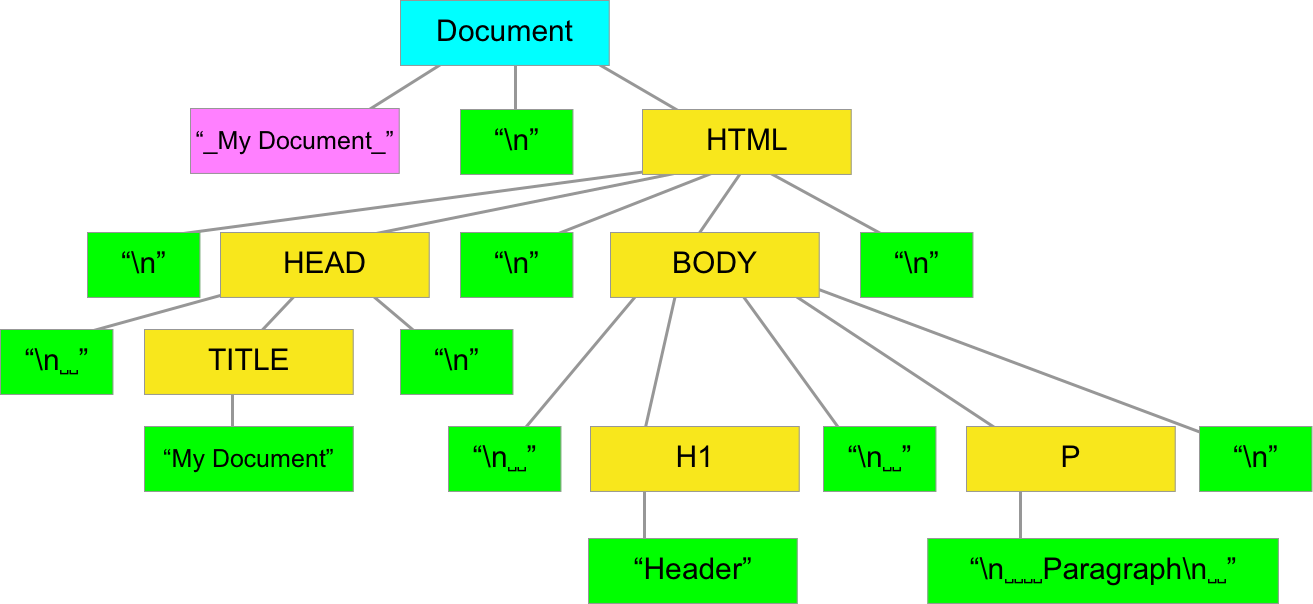 Document
“_My Document_”
“\n”
HTML
“\n”
HEAD
“\n”
BODY
“\n”
“\n␣␣”
TITLE
“\n”
“My Document”
“\n␣␣”
H1
“\n␣␣”
P
“\n”
“Header”
“\n␣␣␣␣Paragraph\n␣␣”